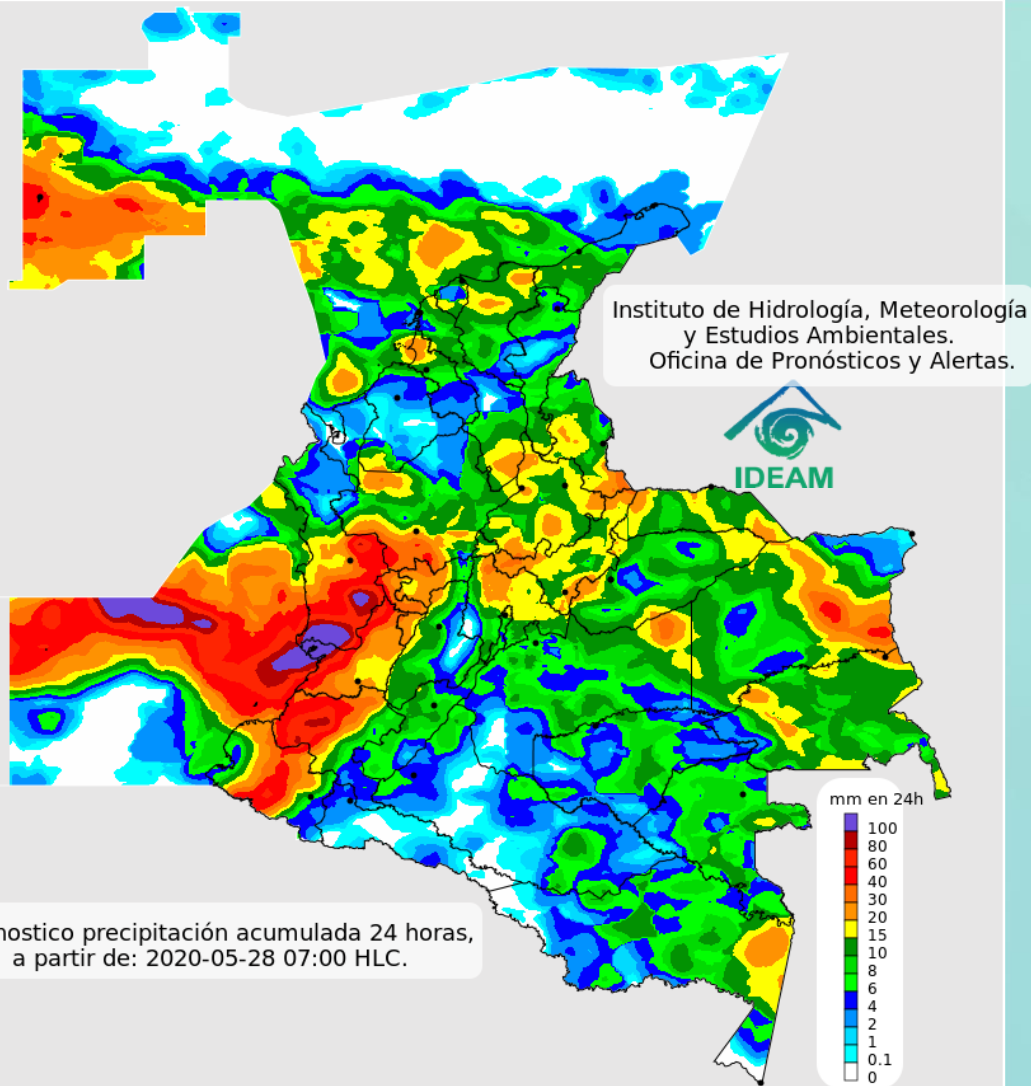 Instituto de Hidrología, Meteorología
y Estudios Ambientales.
Oficina de Pronósticos y Alertas.
IDEAM
mm en 24h
100
80
60
40
30
20
15
10
8
6
4
2
1
0.1
0
precipitación acumulada 24 horas,
a partir de: 2020-05-28 07:00 HLC.